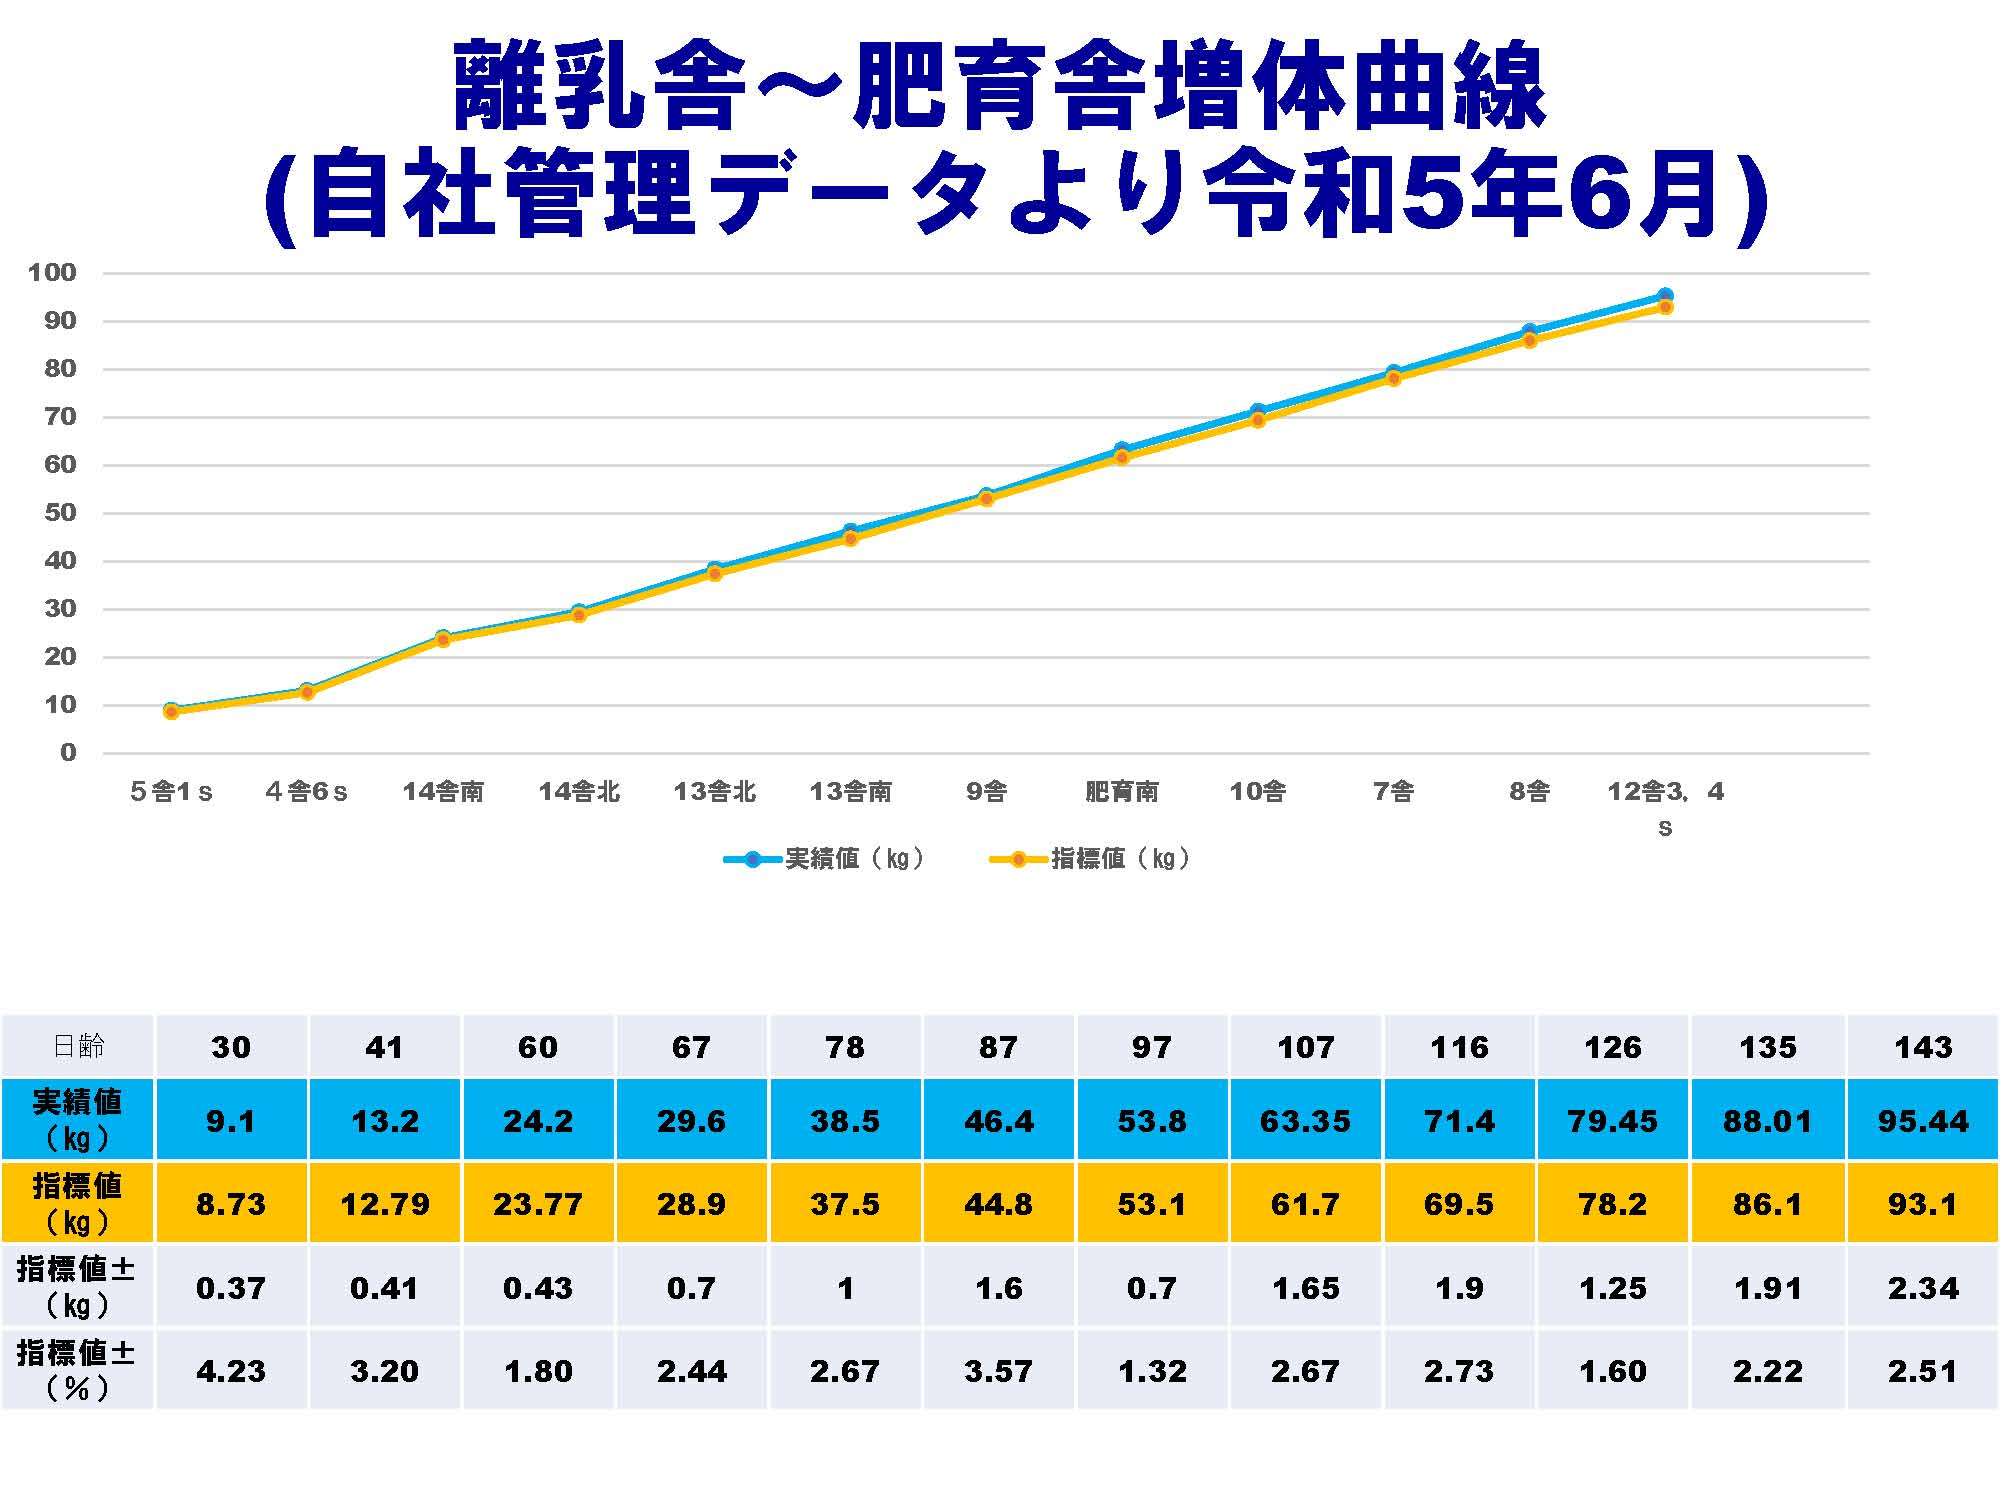 離乳舎～肥育舎増体曲線
(自社管理データより令和5年6月)
100
90
80
70
60
50
40
30
20
10
0
５舎1ｓ ４舎6ｓ 14舎南 14舎北 13舎北 13舎南 9舎 肥育南 10舎 7舎 8舎 12舎3，4
ｓ
実績値（㎏） 指標値（㎏）
日齢 30 41 60 67 78 87 97 107 116 126 135 143
実績値
（㎏） 9.1 13.2 24.2 29.6 38.5 46.4 53.8 63.35 71.4 79.45 88.01 95.44
指標値
（㎏） 8.73 12.79 23.77 28.9 37.5 44.8 53.1 61.7 69.5 78.2 86.1 93.1
指標値±
（㎏） 0.37 0.41 0.43 0.7 1 1.6 0.7 1.65 1.9 1.25 1.91 2.34
指標値±
（％） 4.23 3.20 1.80 2.44 2.67 3.57 1.32 2.67 2.73 1.60 2.22 2.51